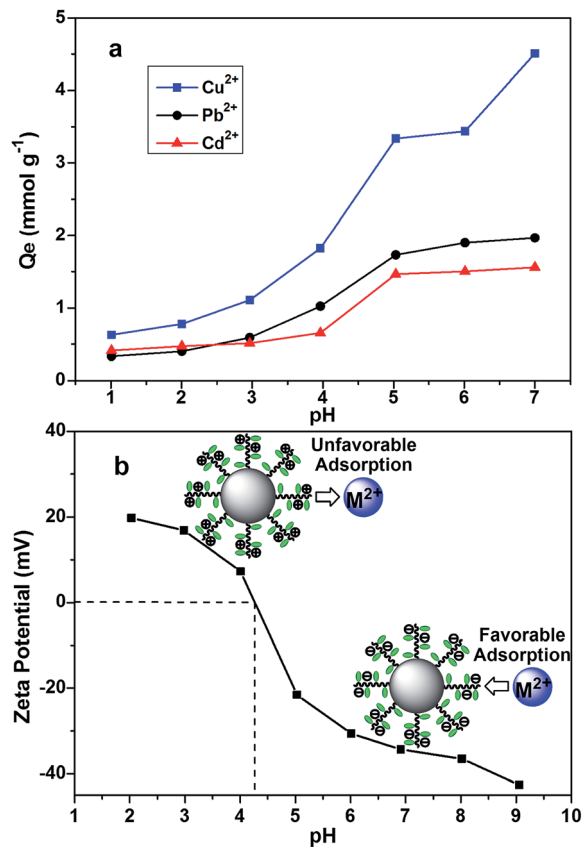 a
Cu²⁺
Pb²⁺
Cd²⁺
Qe (mmol g⁻¹)
5
4
3
2
1
0
1 2 3 4 5 6 7
pH
b
Unfavorable
Adsorption
M²⁺
Favorable
Adsorption
M²⁺
Zeta Potential (mV)
40
20
0
-20
-40
1 2 3 4 5 6 7 8 9 10
pH